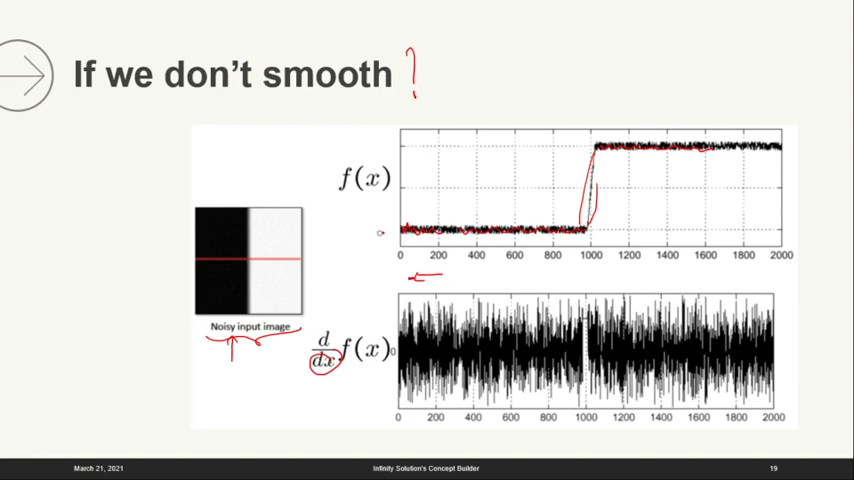 If we don't smooth ?
f(x)
0 200 400 600 800 1000 1200 1400 1600 1800 2000
Noisy input image
d/dx f(x) 0
0 200 400 600 800 1000 1200 1400 1600 1800 2000
March 21, 2021 Infinity Solution's Concept Builder 19